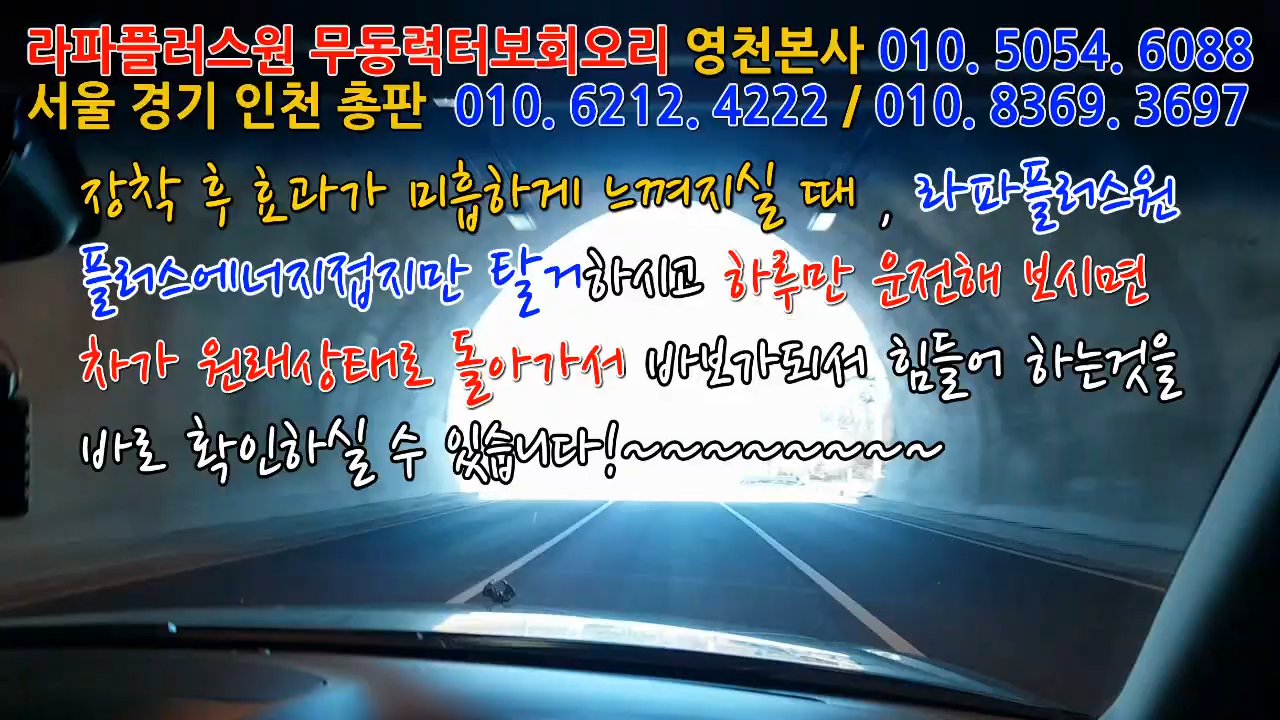 라파플러스원 무동력터보회오리 영천본사 010. 5054. 6088
서울 경기 인천 총판 010. 6212. 4222 / 010. 8369. 3697
장착 후 효과가 미흡하게 느껴지실 때 , 라파플러스원
플러스에너지접지만 탈거하시고 하루만 운전해 보시면
차가 원래상태로 돌아가서 바보가되서 힘들어 하는것을
바로 확인하실 수 있습니다!~~~~~~~~~